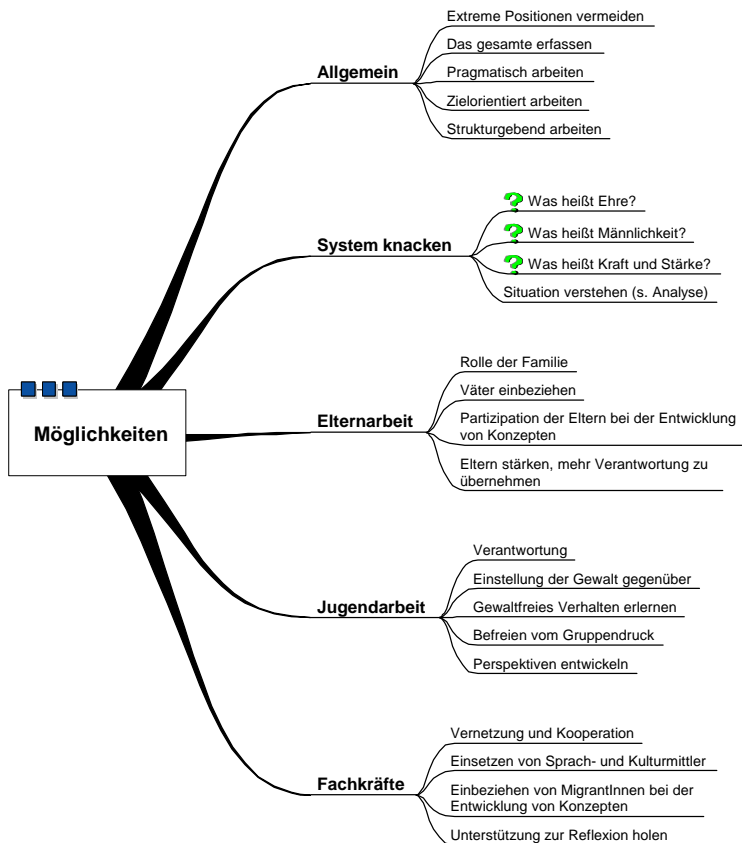 Möglichkeiten
Allgemein
Extreme Positionen vermeiden
Das gesamte erfassen
Pragmatisch arbeiten
Zielorientiert arbeiten
Strukturgebend arbeiten
System knacken
Was heißt Ehre?
Was heißt Männlichkeit?
Was heißt Kraft und Stärke?
Situation verstehen (s. Analyse)
Elternarbeit
Rolle der Familie
Väter einbeziehen
Partizipation der Eltern bei der Entwicklung
von Konzepten
Eltern stärken, mehr Verantwortung zu
übernehmen
Jugendarbeit
Verantwortung
Einstellung der Gewalt gegenüber
Gewaltfreies Verhalten erlernen
Befreien vom Gruppendruck
Perspektiven entwickeln
Fachkräfte
Vernetzung und Kooperation
Einsetzen von Sprach- und Kulturmittler
Einbeziehen von MigrantInnen bei der
Entwicklung von Konzepten
Unterstützung zur Reflexion holen